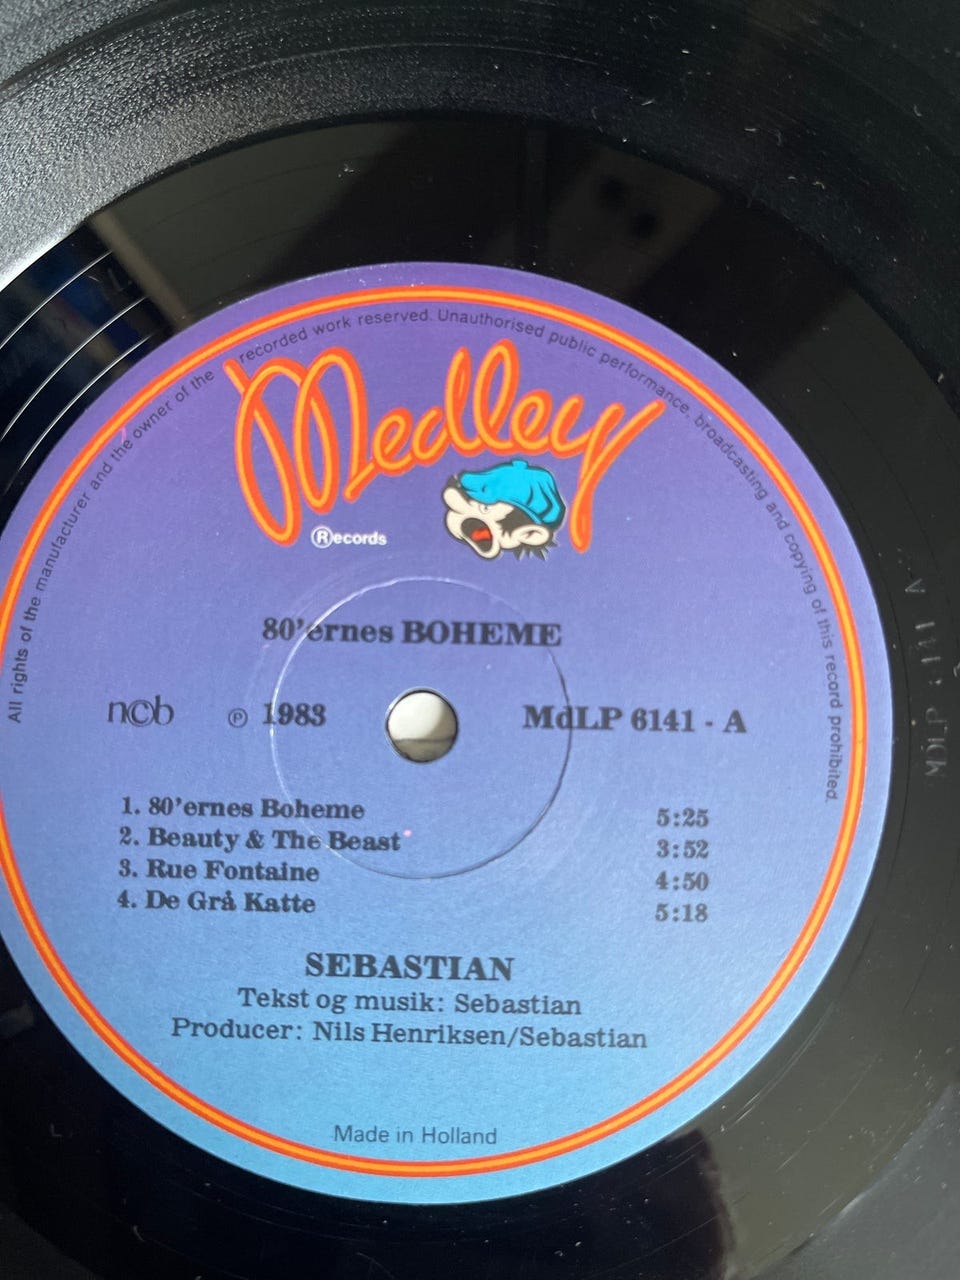 All rights of the manufacturer and the owner of the recorded work reserved. Unauthorised public performance, broadcasting and copying of this record prohibited.
Medley
®ecords
80'ernes BOHEME
ncb
℗ 1983
MdLP 6141 - A
1. 80'ernes Boheme 5:25
2. Beauty & The Beast 3:52
3. Rue Fontaine 4:50
4. De Grå Katte 5:18
SEBASTIAN
Tekst og musik: Sebastian
Producer: Nils Henriksen/Sebastian
Made in Holland
MDLP 6141 A